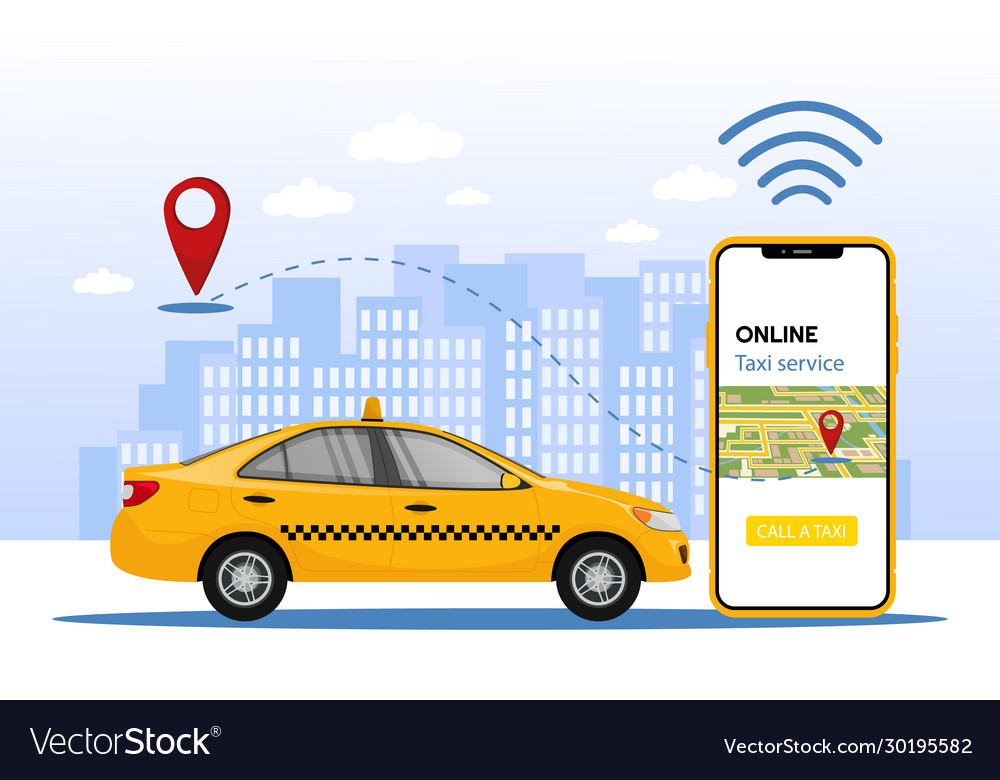 ONLINE
Taxi service
CALL A TAXI
VectorStock®
VectorStock.com/30195582